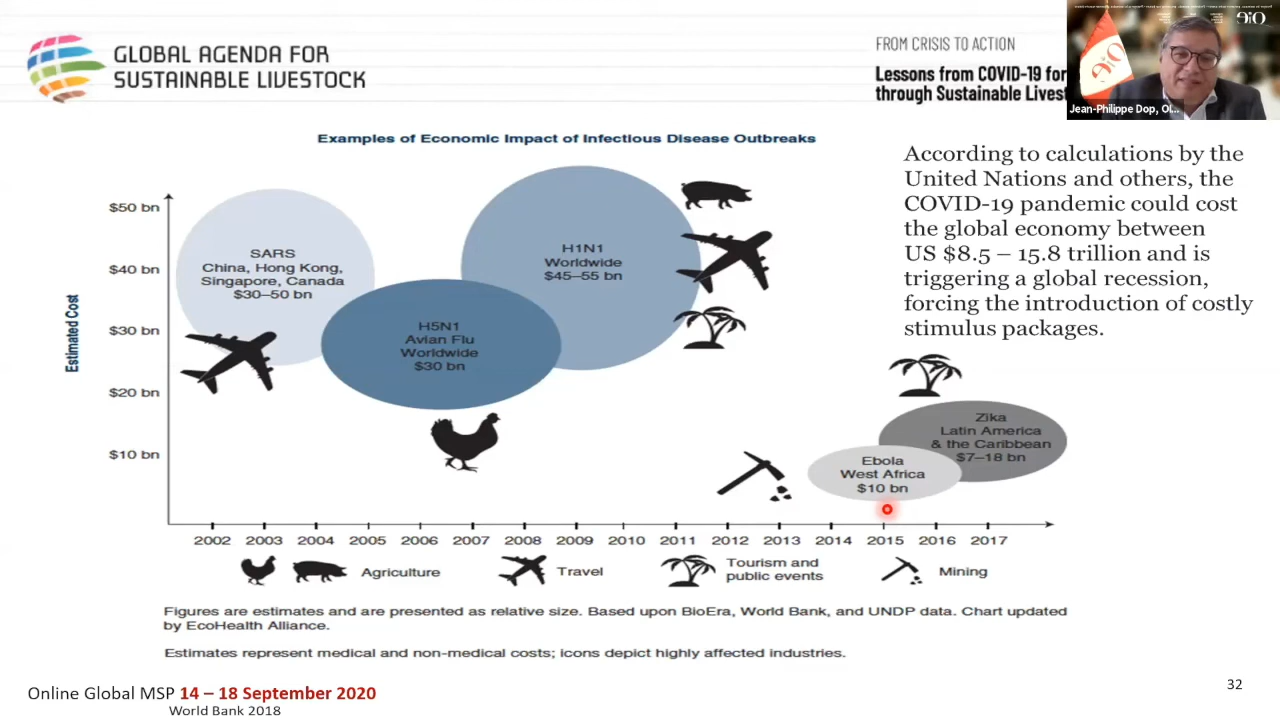 GLOBAL AGENDA FOR
SUSTAINABLE LIVESTOCK
FROM CRISIS TO ACTION
Lessons from COVID-19 for
through Sustainable
Jean-Philippe Dop,
Examples of Economic Impact of Infectious Disease Outbreaks
According to calculations by the
United Nations and others, the
COVID-19 pandemic could cost
the global economy between
US $8.5 – 15.8 trillion and is
triggering a global recession,
forcing the introduction of costly
stimulus packages.
Estimated Cost
$50 bn
$40 bn
$30 bn
$20 bn
$10 bn
SARS
China, Hong Kong,
Singapore, Canada
$30–50 bn
H5N1
Avian Flu
Worldwide
$30 bn
H1N1
Worldwide
$45–55 bn
Zika
Latin America
& the Caribbean
$7–18 bn
Ebola
West Africa
$10 bn
2002 2003 2004 2005 2006 2007 2008 2009 2010 2011 2012 2013 2014 2015 2016 2017
Agriculture
Travel
Tourism and
public events
Mining
Figures are estimates and are presented as relative size. Based upon BioEra, World Bank, and UNDP data. Chart updated
by EcoHealth Alliance.
Estimates represent medical and non-medical costs; icons depict highly affected industries.
Online Global MSP 14 – 18 September 2020
World Bank 2018
32